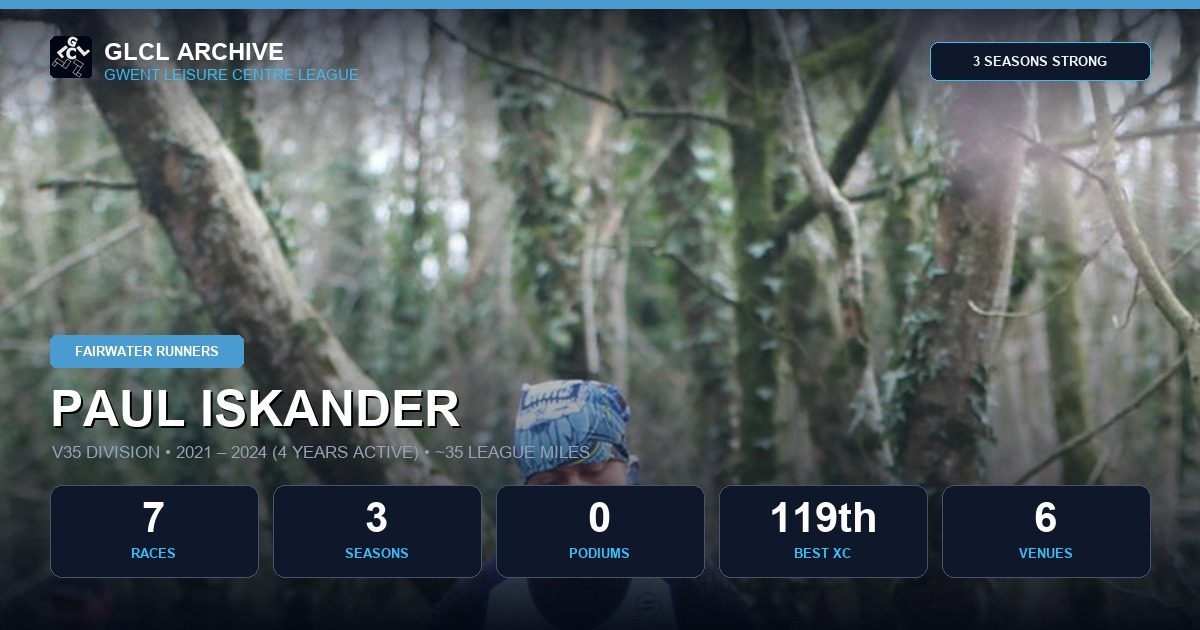 GLCL ARCHIVE
GWENT LEISURE CENTRE LEAGUE
3 SEASONS STRONG
FAIRWATER RUNNERS
PAUL ISKANDER
V35 DIVISION • 2021 – 2024 (4 YEARS ACTIVE) • ~35 LEAGUE MILES
7
RACES
3
SEASONS
0
PODIUMS
119th
BEST XC
6
VENUES